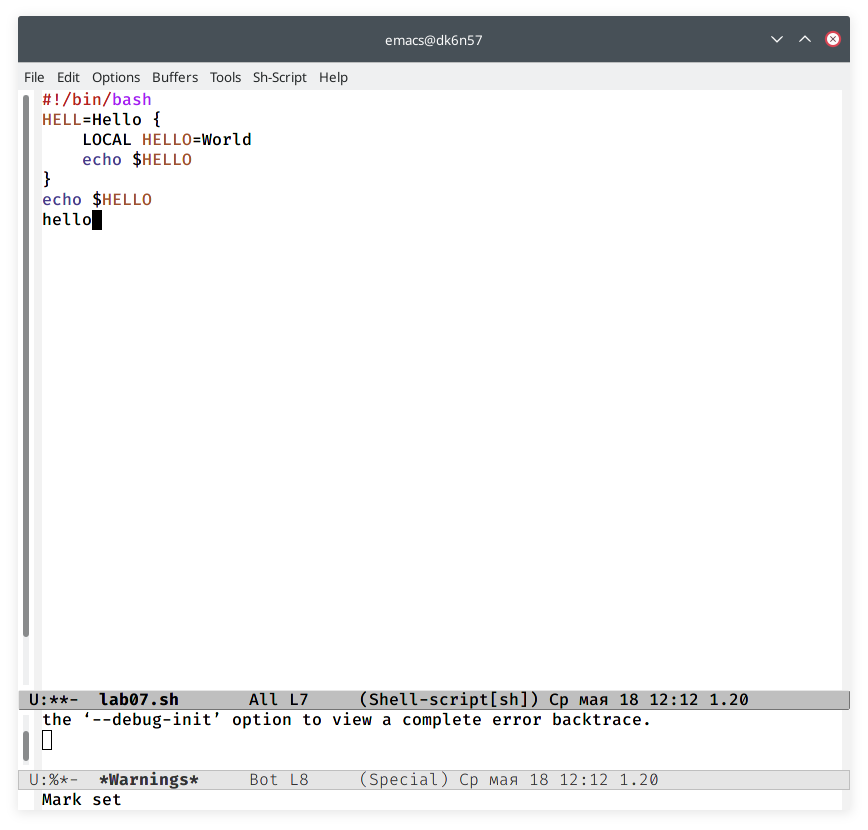 emacs@dk6n57
File Edit Options Buffers Tools Sh-Script Help
#!/bin/bash
HELL=Hello {
    LOCAL HELLO=World
    echo $HELLO
}
echo $HELLO
hello
U:**-  lab07.sh       All L7     (Shell-script[sh]) Ср мая 18 12:12 1.20
the ‘--debug-init’ option to view a complete error backtrace.
U:%*-  *Warnings*     Bot L8     (Special) Ср мая 18 12:12 1.20
Mark set